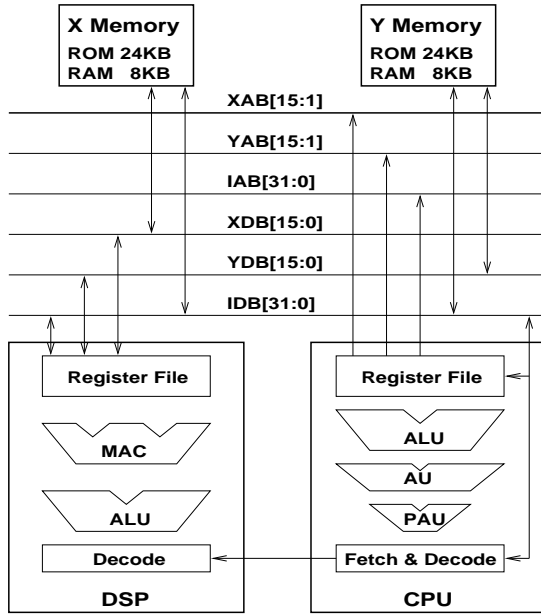 X Memory
ROM 24KB
RAM 8KB
Y Memory
ROM 24KB
RAM 8KB
XAB[15:1]
YAB[15:1]
IAB[31:0]
XDB[15:0]
YDB[15:0]
IDB[31:0]
Register File
MAC
ALU
Decode
DSP
Register File
ALU
AU
PAU
Fetch & Decode
CPU